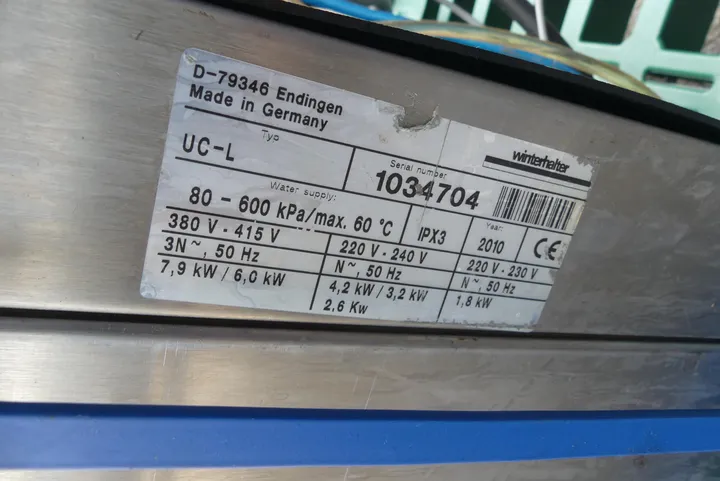 D-79346 Endingen
Made in Germany
winterhalter
Typ
UC-L
Serial number
1034704
Water supply:
80 - 600 kPa/max. 60 °C
IPX3
Year:
2010
CE
380 V - 415 V
3N~, 50 Hz
7,9 kW / 6,0 kW
220 V - 240 V
N~, 50 Hz
4,2 kW / 3,2 kW
2,6 Kw
220 V - 230 V
N~, 50 Hz
1,8 kW